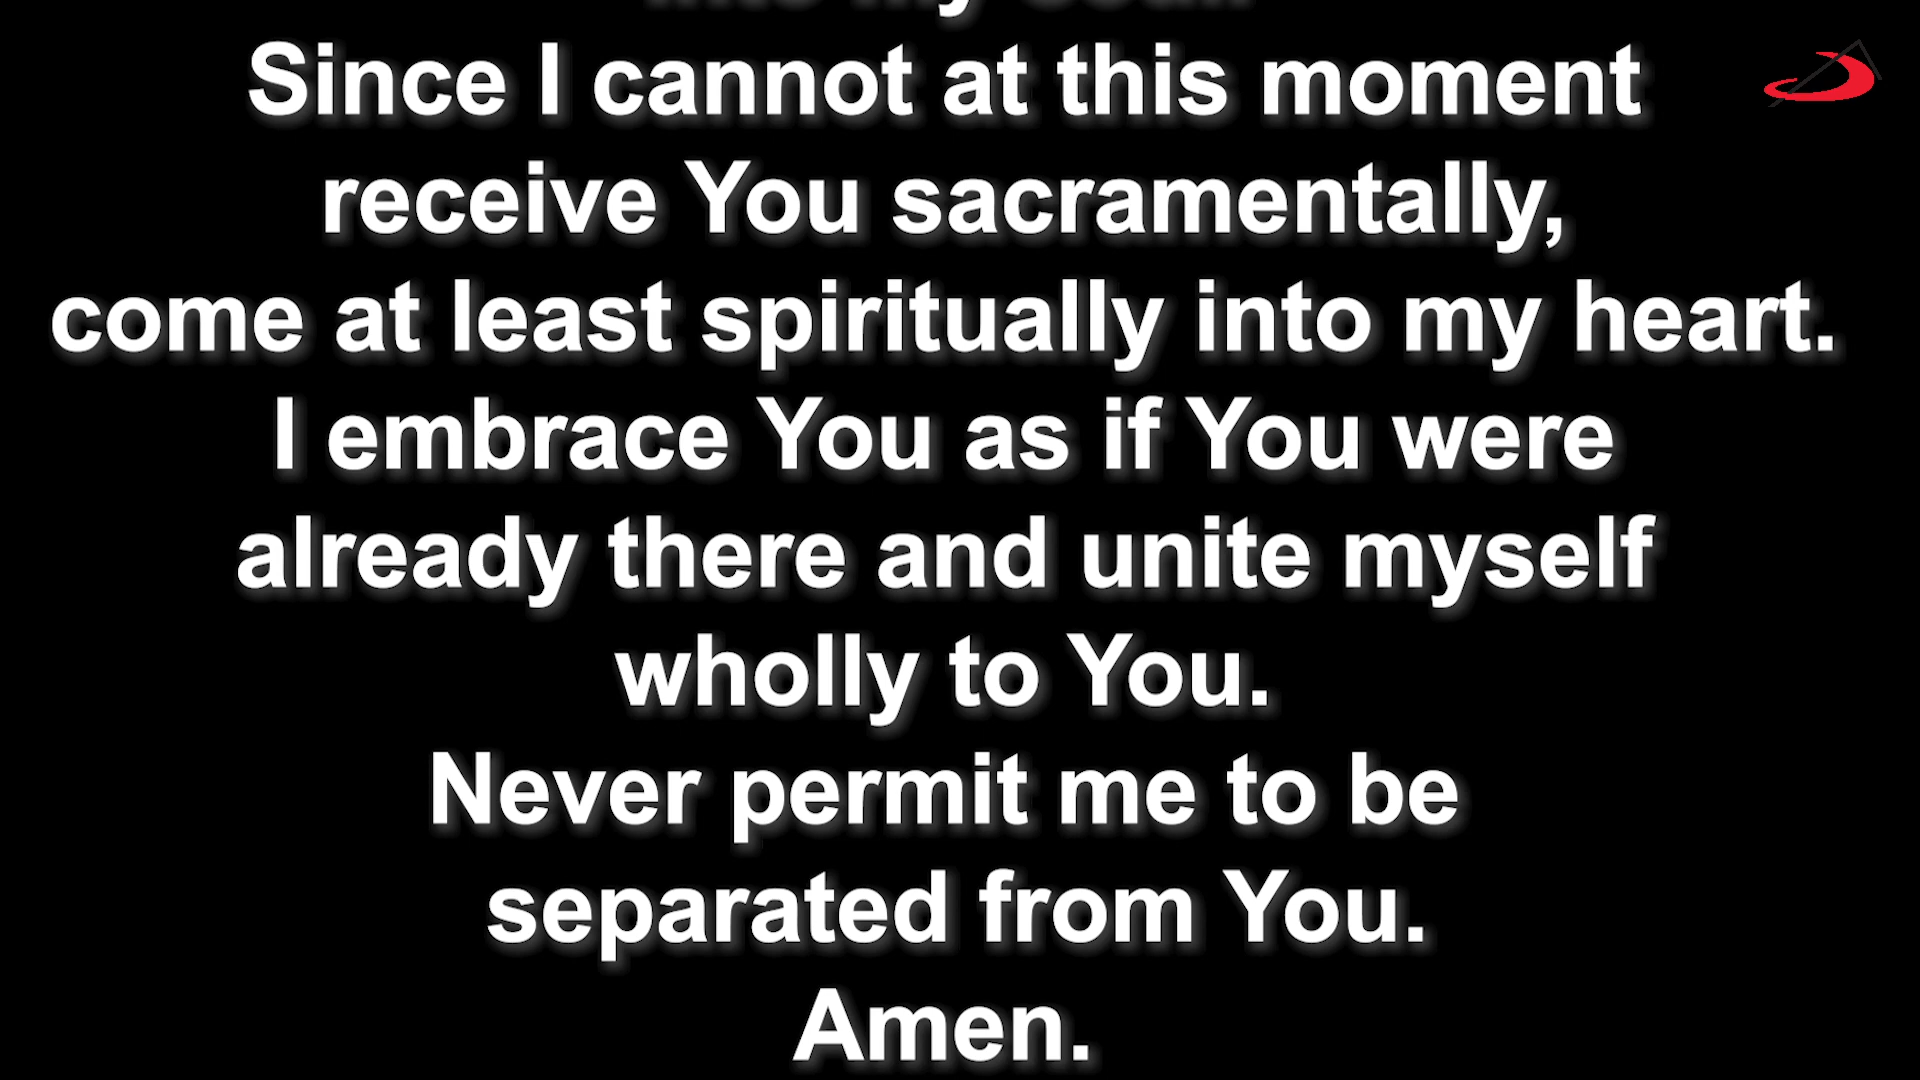 Since I cannot at this moment
receive You sacramentally,
come at least spiritually into my heart.
I embrace You as if You were
already there and unite myself
wholly to You.
Never permit me to be
separated from You.
Amen.